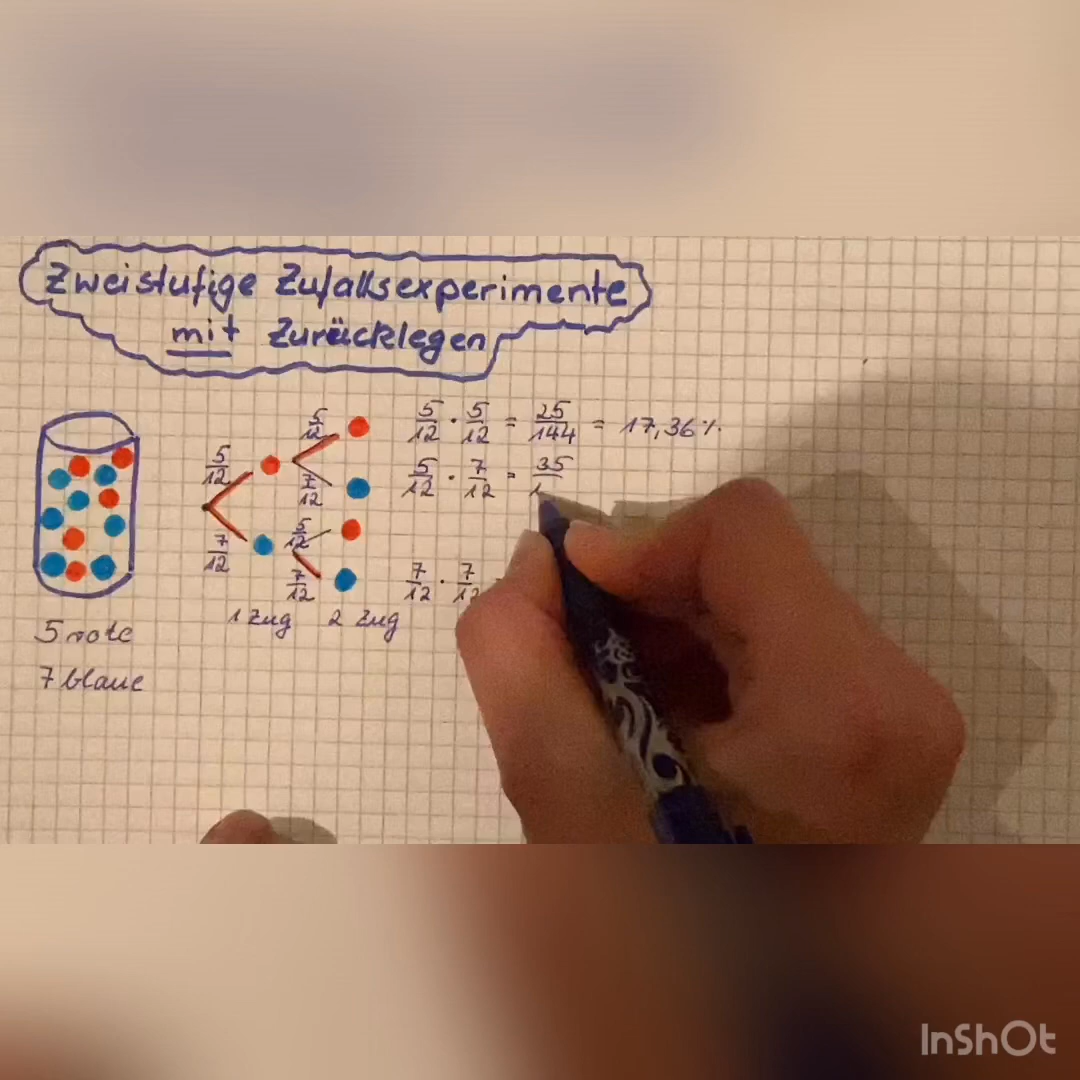 Zweistufige Zufallsexperimente
mit Zurücklegen
5/12 5/12 · 5/12 = 25/144 = 17,36%
5/12
7/12 5/12 · 7/12 = 35/1
7/12 5/12
7/12 7/12 · 7/12
1 Zug 2 Zug
5 rote
7 blaue
InShOt